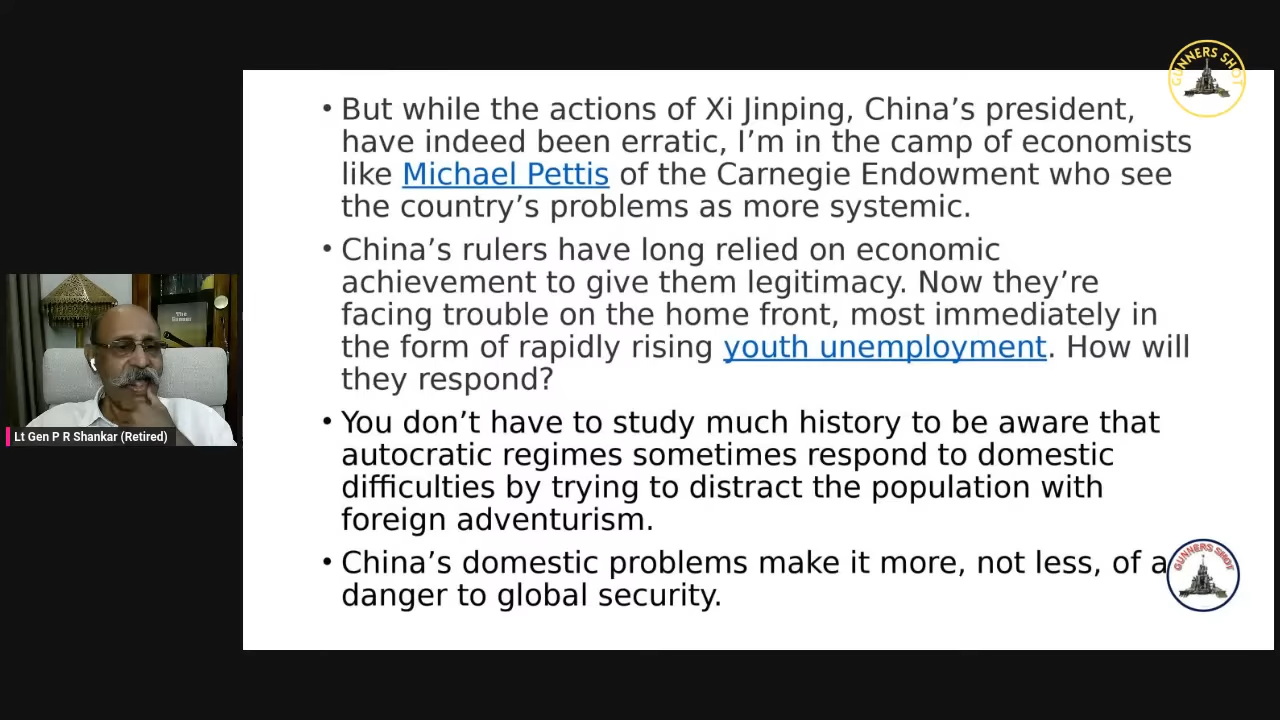 GUNNERS SHOT
• But while the actions of Xi Jinping, China’s president,
have indeed been erratic, I’m in the camp of economists
like Michael Pettis of the Carnegie Endowment who see
the country’s problems as more systemic.
• China’s rulers have long relied on economic
achievement to give them legitimacy. Now they’re
facing trouble on the home front, most immediately in
the form of rapidly rising youth unemployment. How will
they respond?
• You don’t have to study much history to be aware that
autocratic regimes sometimes respond to domestic
difficulties by trying to distract the population with
foreign adventurism.
• China’s domestic problems make it more, not less, of a
danger to global security.
GUNNERS SHOT
Lt Gen P R Shankar (Retired)